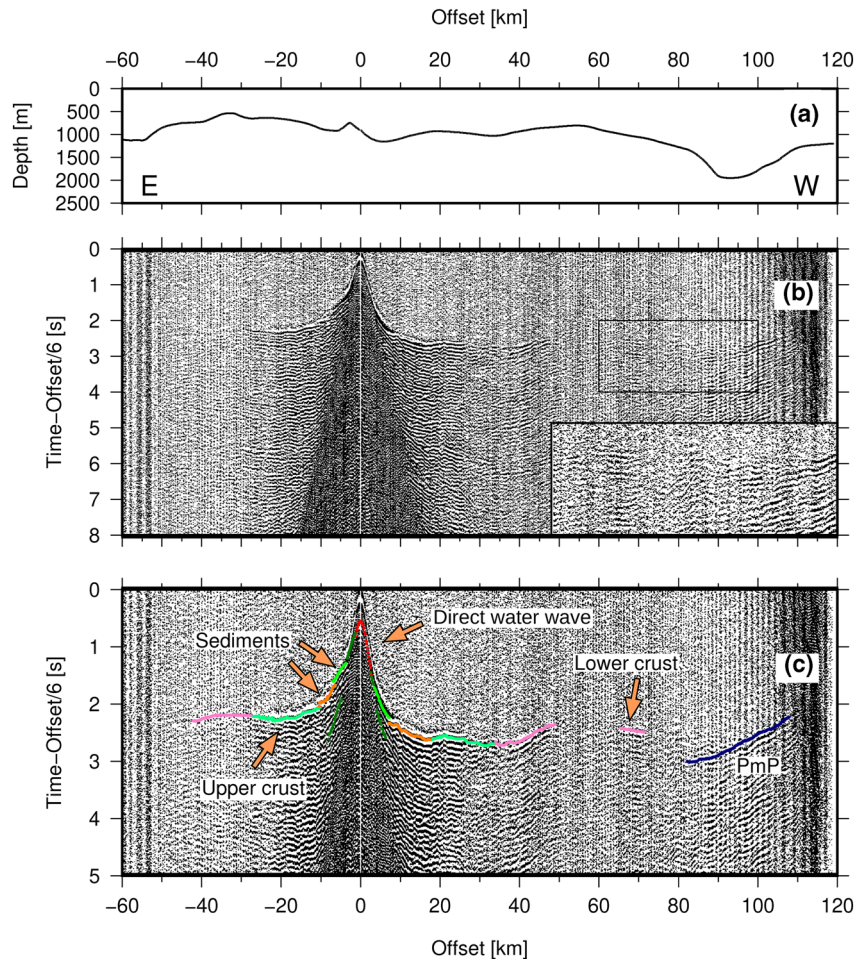 Offset [km]
−60 −40 −20 0 20 40 60 80 100 120
0
500
1000
1500
2000
2500
Depth [m]
(a)
E W
0
1
2
3
4
5
6
7
8
Time−Offset/6 [s]
(b)
0
1
2
3
4
5
Time−Offset/6 [s]
Direct water wave
Sediments
Lower crust
(c)
PmP
Upper crust
−60 −40 −20 0 20 40 60 80 100 120
Offset [km]